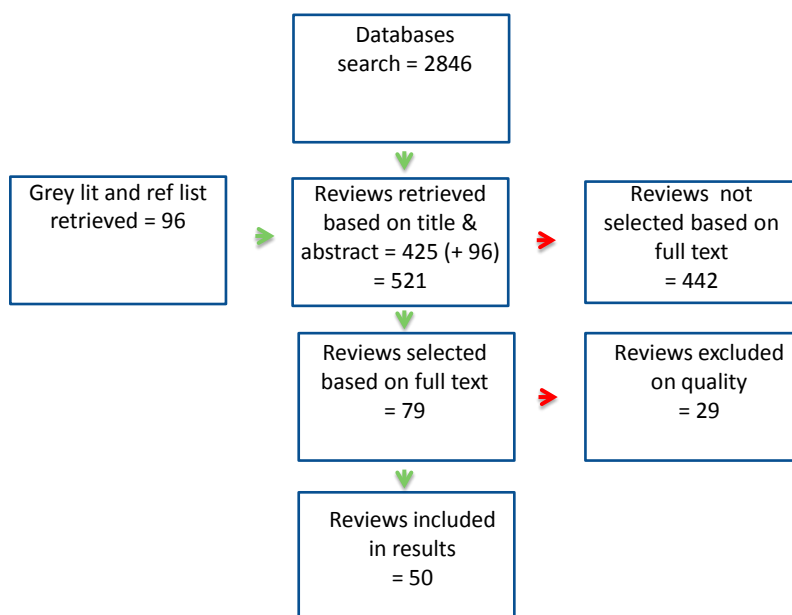 Databases
search = 2846
Grey lit and ref list
retrieved = 96
Reviews retrieved
based on title &
abstract = 425 (+ 96)
= 521
Reviews not
selected based on
full text
= 442
Reviews selected
based on full text
= 79
Reviews excluded
on quality
= 29
Reviews included
in results
= 50